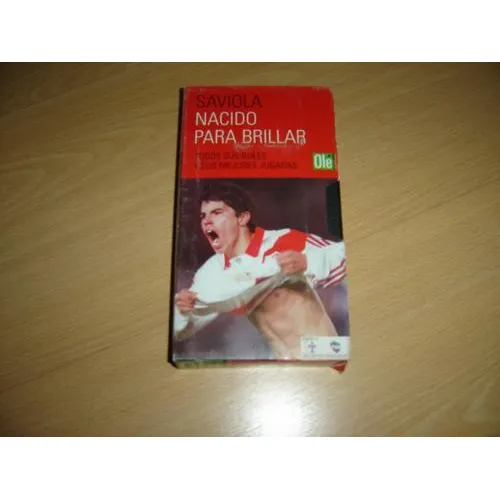 SAVIOLA
NACIDO
PARA BRILLAR
TODOS SUS GOLES
Y SUS MEJORES JUGADAS
Olé